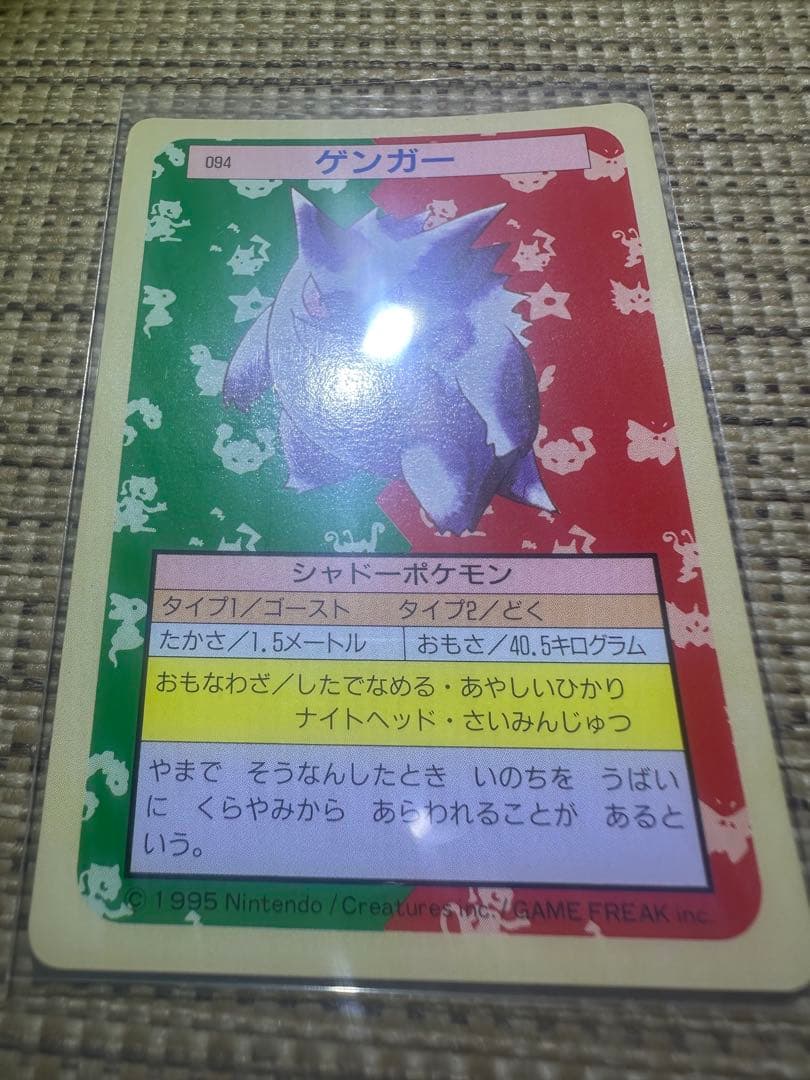 094 ゲンガー
シャドーポケモン
タイプ1/ゴースト タイプ2/どく
たかさ/1.5メートル おもさ/40.5キログラム
おもなわざ/したでなめる・あやしいひかり
ナイトヘッド・さいみんじゅつ
やまで そうなんしたとき いのちを うばい
に くらやみから あらわれることが あると
いう。
© 1995 Nintendo / Creatures inc. / GAME FREAK inc.